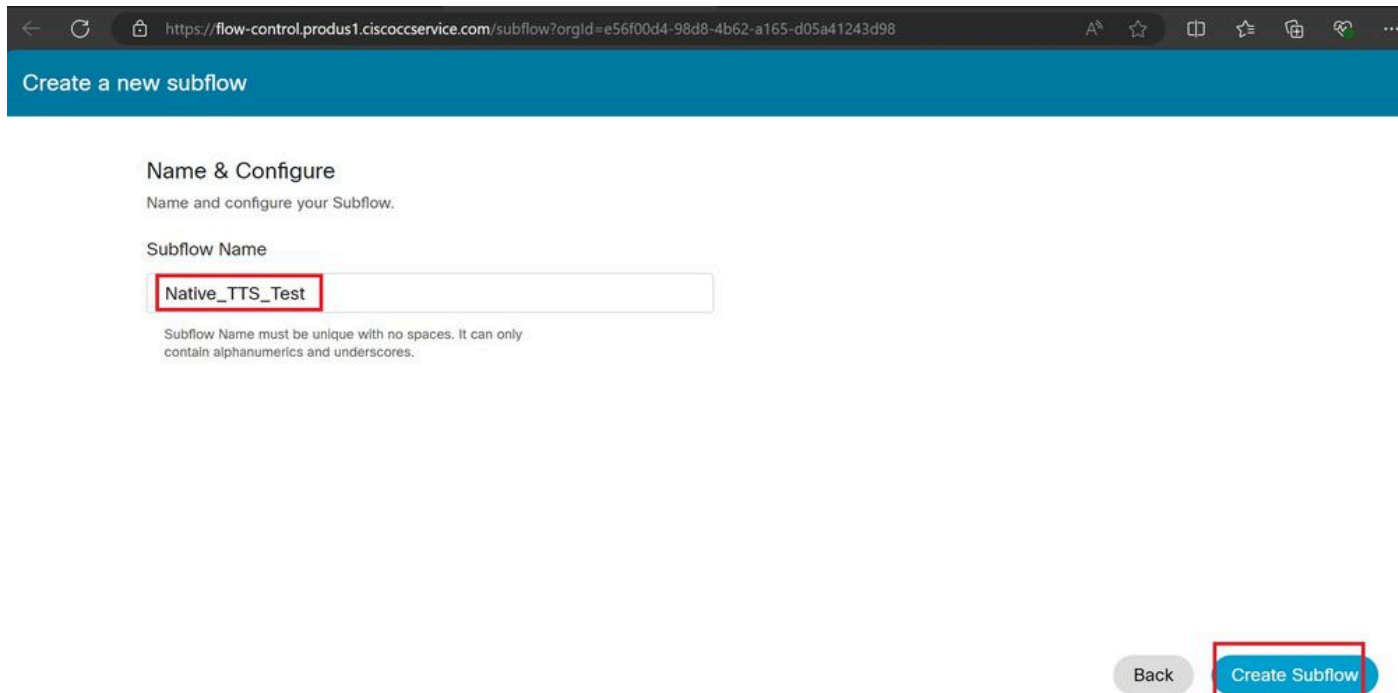 https://flow-control.produs1.ciscoccservice.com/subflow?orgId=e56f00d4-98d8-4b62-a165-d05a41243d98
Create a new subflow
Name & Configure
Name and configure your Subflow.
Subflow Name
Native_TTS_Test
Subflow Name must be unique with no spaces. It can only
contain alphanumerics and underscores.
Back
Create Subflow